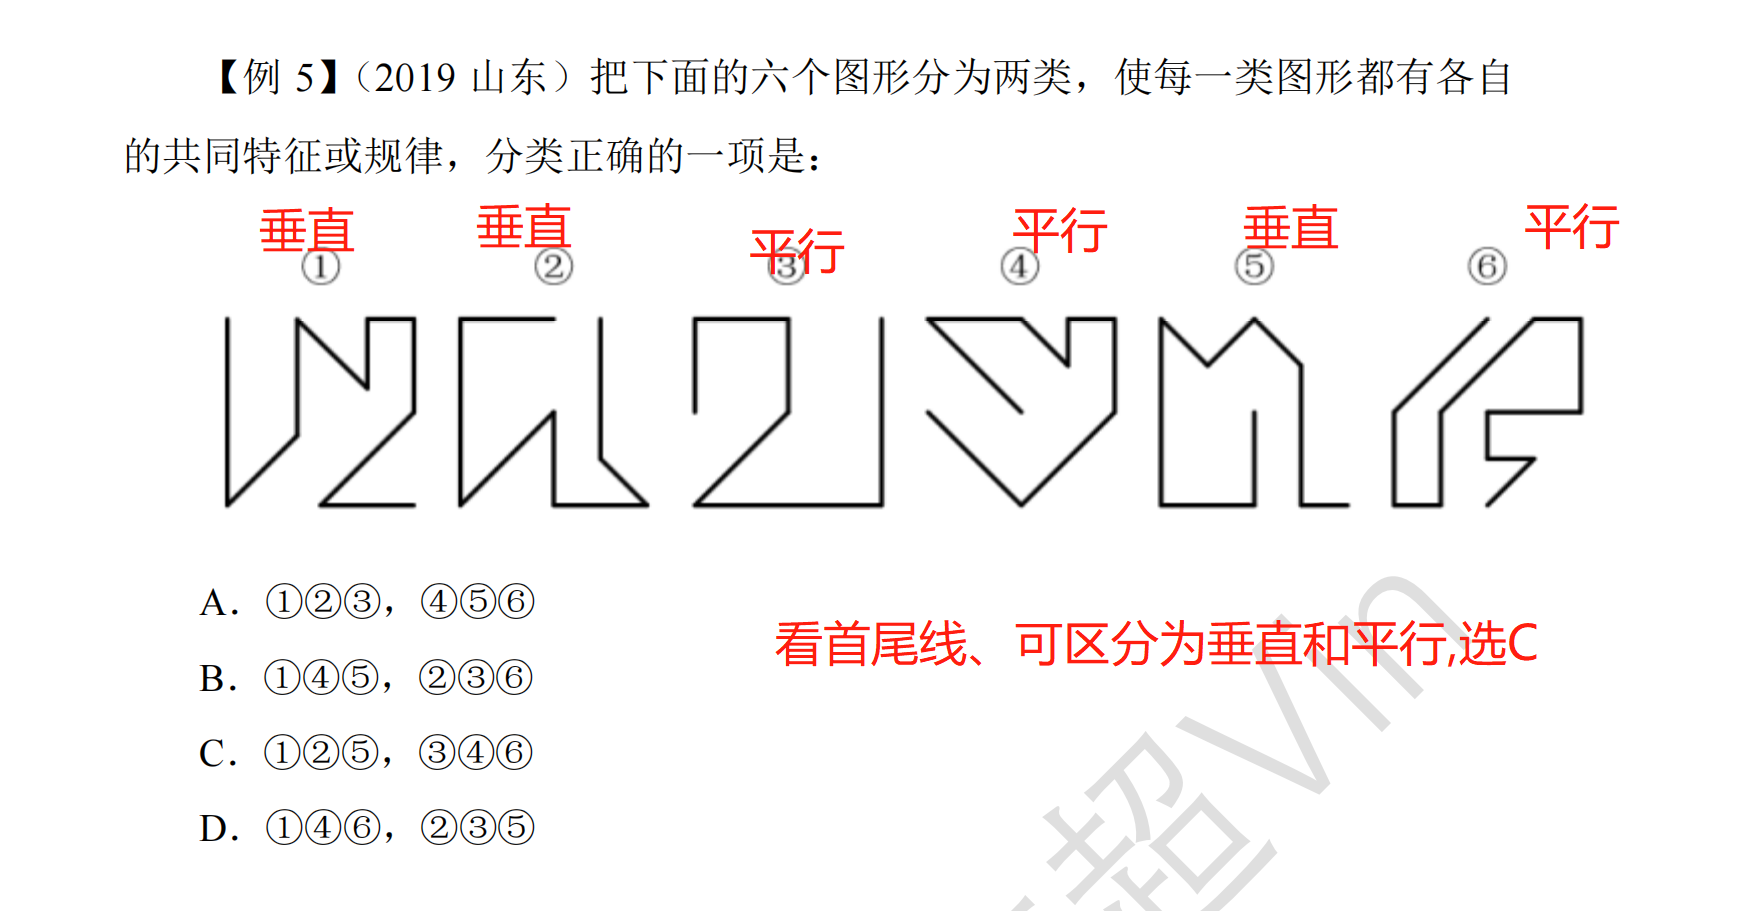 【例 5】（2019 山东）把下面的六个图形分为两类，使每一类图形都有各自
的共同特征或规律，分类正确的一项是：
垂直 垂直 平行 平行 垂直 平行
① ② ③ ④ ⑤ ⑥
A．①②③，④⑤⑥
看首尾线、可区分为垂直和平行,选C
B．①④⑤，②③⑥
C．①②⑤，③④⑥
D．①④⑥，②③⑤
超Vin